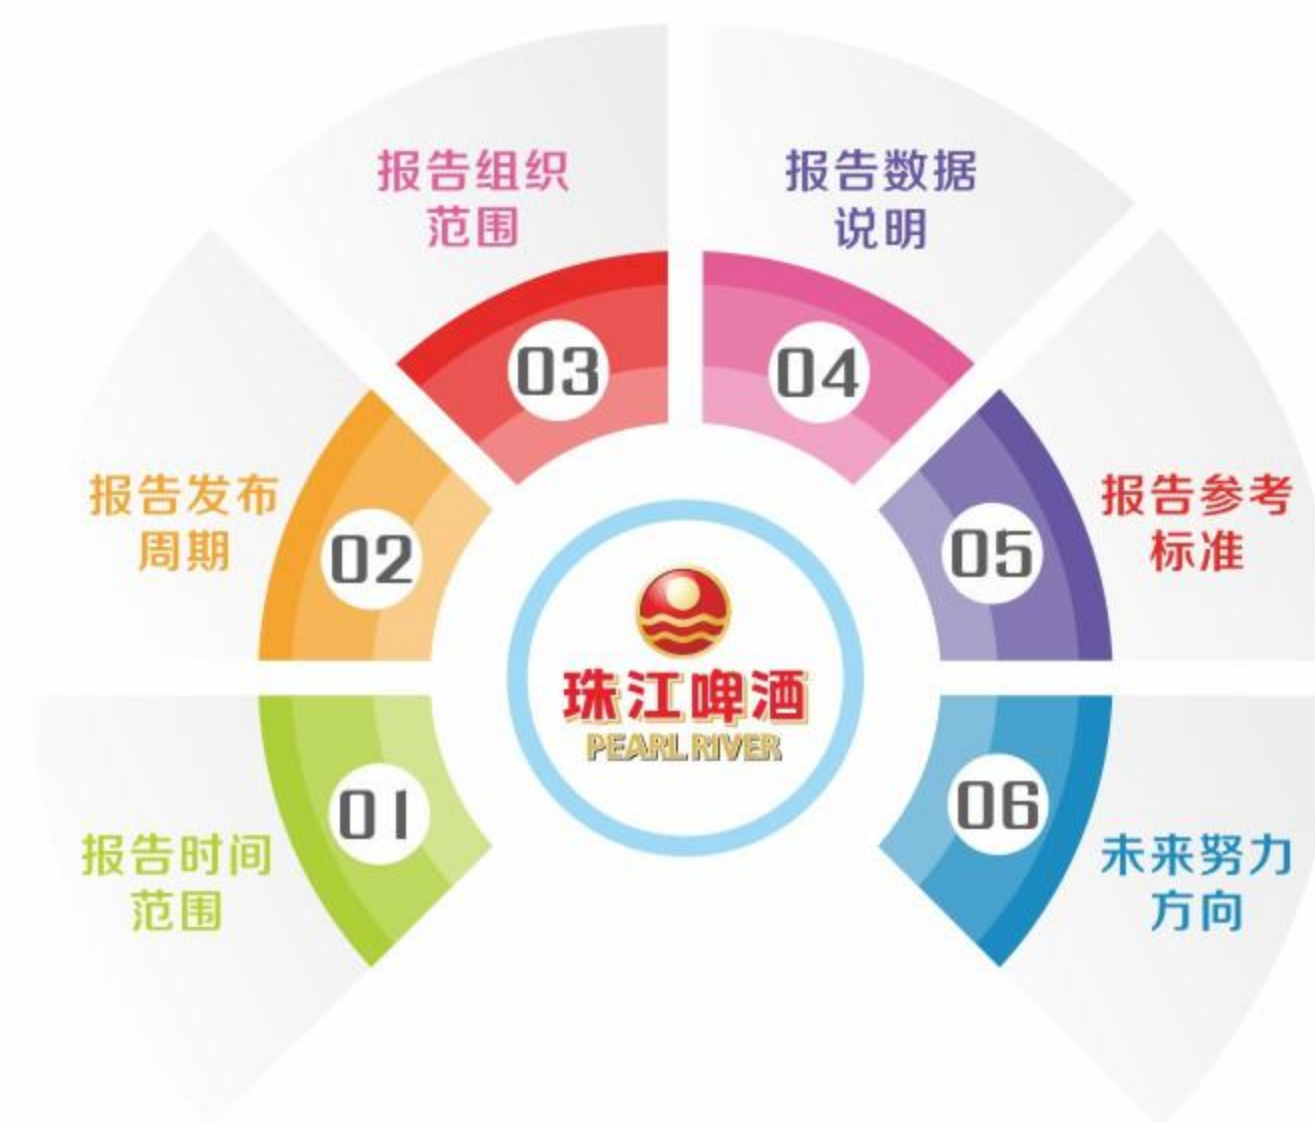 报告组织
范围
03
报告数据
说明
04
报告发布
周期
02
报告参考
标准
05
珠江啤酒
PEARL RIVER
报告时间
范围
01
未来努力
方向
06